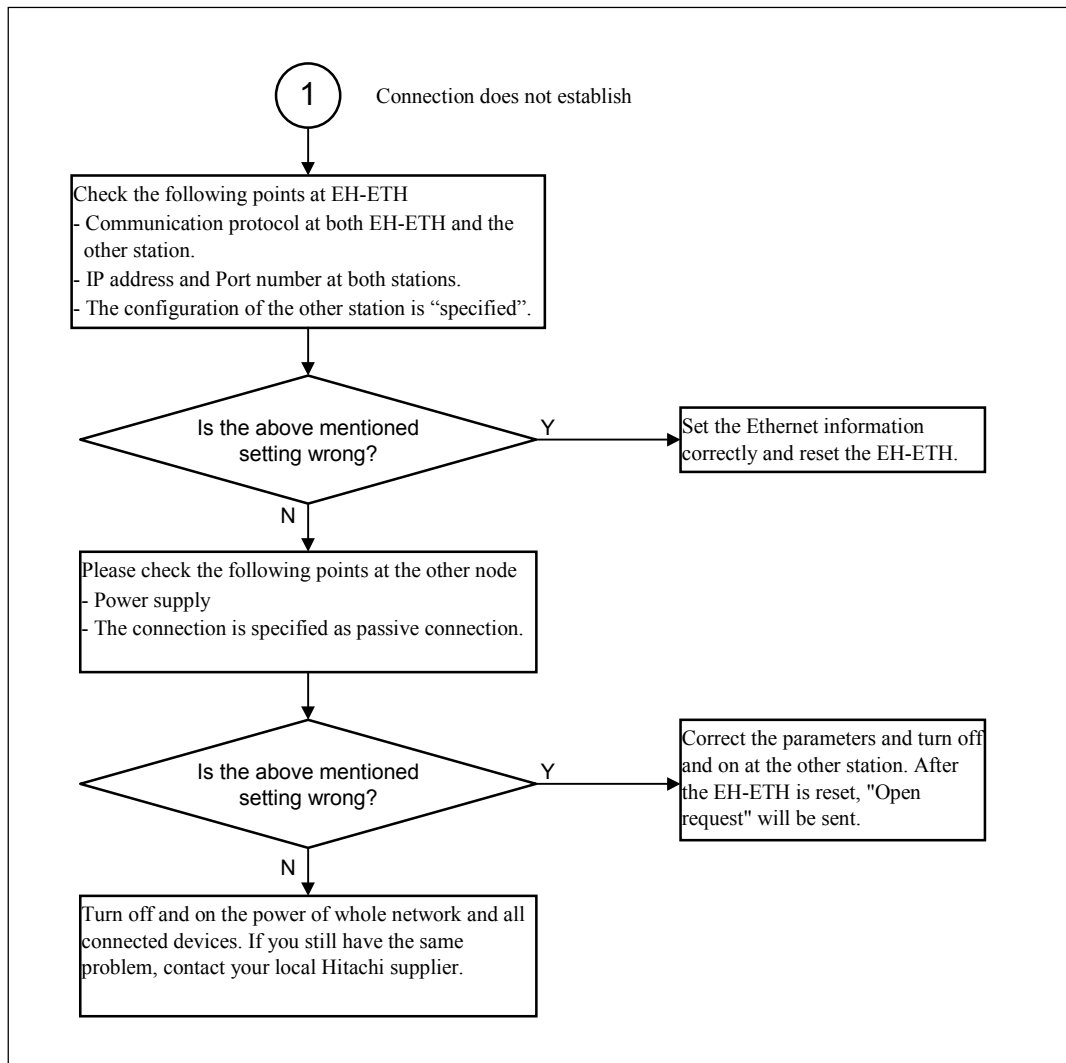 1
Connection does not establish
Check the following points at EH-ETH
- Communication protocol at both EH-ETH and the
other station.
- IP address and Port number at both stations.
- The configuration of the other station is “specified”.
Is the above mentioned
setting wrong?
Y
Set the Ethernet information
correctly and reset the EH-ETH.
N
Please check the following points at the other node
- Power supply
- The connection is specified as passive connection.
Is the above mentioned
setting wrong?
Y
Correct the parameters and turn off
and on at the other station. After
the EH-ETH is reset, "Open
request" will be sent.
N
Turn off and on the power of whole network and all
connected devices. If you still have the same
problem, contact your local Hitachi supplier.